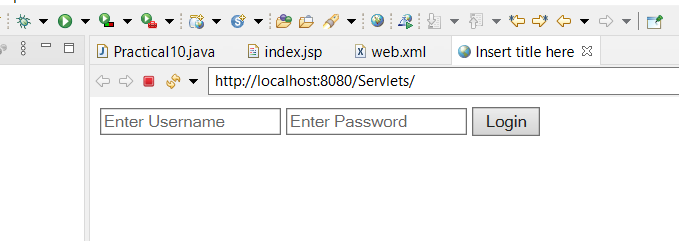 Practical10.java index.jsp web.xml Insert title here
http://localhost:8080/Servlets/
Enter Username Enter Password Login